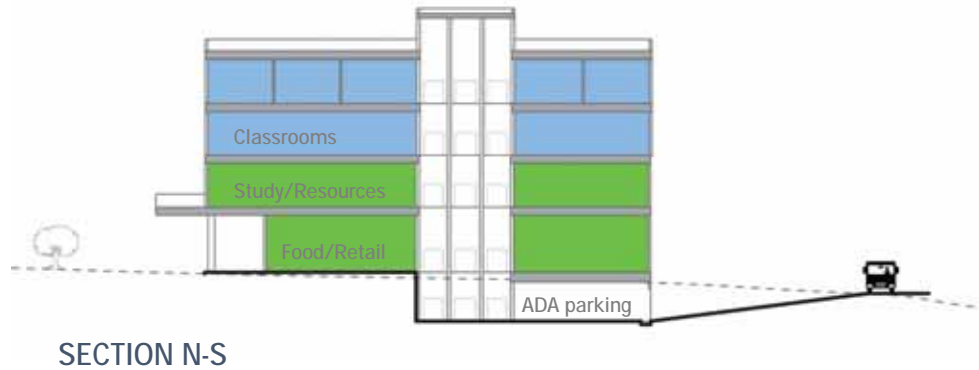 Classrooms
Study/Resources
Food/Retail
ADA parking
SECTION N-S